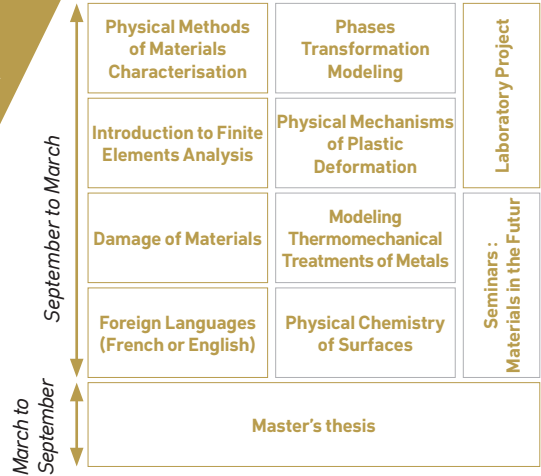 September to March
Physical Methods
of Materials
Characterisation
Phases
Transformation
Modeling
Laboratory Project
Introduction to Finite
Elements Analysis
Physical Mechanisms
of Plastic
Deformation
Damage of Materials
Modeling
Thermomechanical
Treatments of Metals
Seminars :
Materials in the Futur
Foreign Languages
(French or English)
Physical Chemistry
of Surfaces
March to
September
Master's thesis